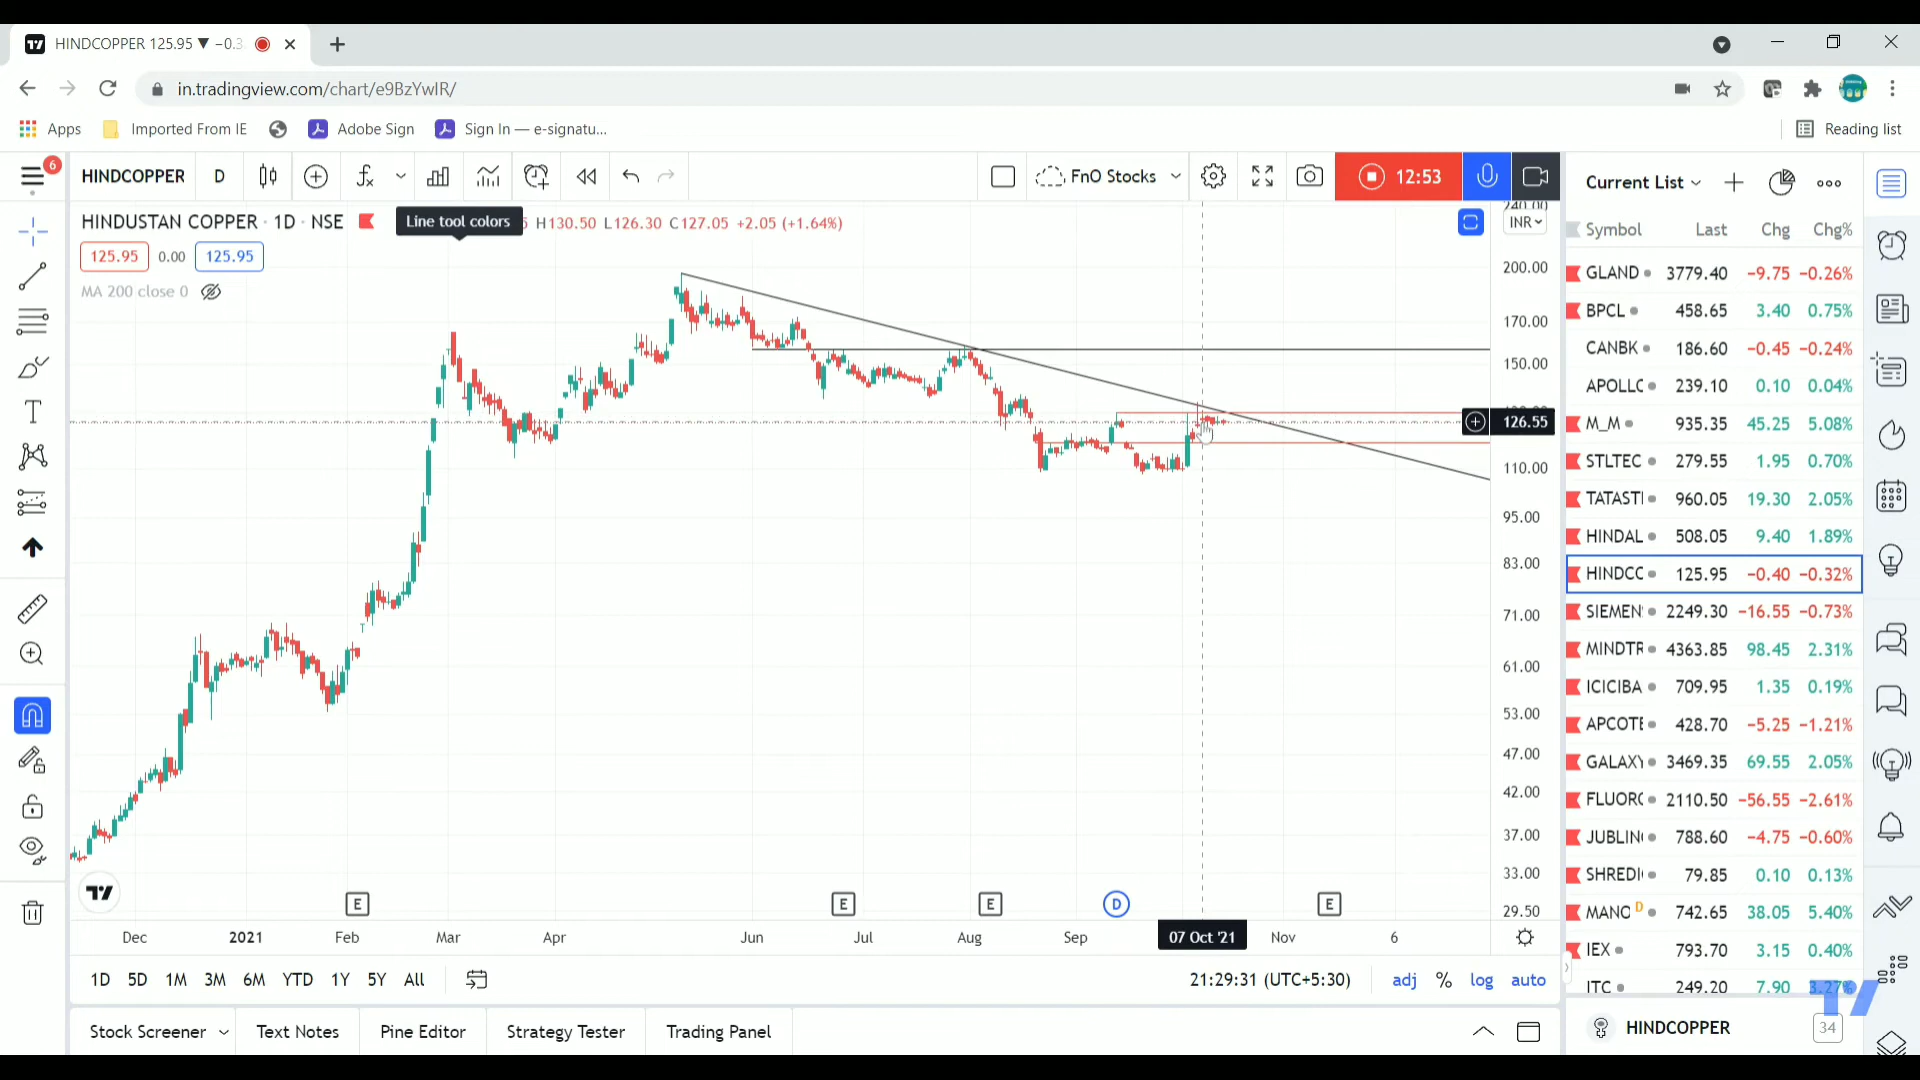 HINDCOPPER 125.95 ▼ −0.3
in.tradingview.com/chart/e9BzYwIR/
Apps Imported From IE Adobe Sign Sign In — e-signatu... Reading list
6
HINDCOPPER D FnO Stocks 12:53
HINDUSTAN COPPER · 1D · NSE Line tool colors H130.50 L126.30 C127.05 +2.05 (+1.64%)
125.95 0.00 125.95
MA 200 close 0
240.00
INR
200.00
170.00
150.00
126.55
110.00
95.00
83.00
71.00
61.00
53.00
47.00
42.00
37.00
33.00
29.50
E E E D E
Dec 2021 Feb Mar Apr Jun Jul Aug Sep 07 Oct '21 Nov 6
1D 5D 1M 3M 6M YTD 1Y 5Y All 21:29:31 (UTC+5:30) adj % log auto
Stock Screener Text Notes Pine Editor Strategy Tester Trading Panel
Current List
Symbol Last Chg Chg%
GLAND 3779.40 −9.75 −0.26%
BPCL 458.65 3.40 0.75%
CANBK 186.60 −0.45 −0.24%
APOLLC 239.10 0.10 0.04%
M_M 935.35 45.25 5.08%
STLTEC 279.55 1.95 0.70%
TATASTI 960.05 19.30 2.05%
HINDAL 508.05 9.40 1.89%
HINDCC 125.95 −0.40 −0.32%
SIEMEN 2249.30 −16.55 −0.73%
MINDTR 4363.85 98.45 2.31%
ICICIBA 709.95 1.35 0.19%
APCOTE 428.70 −5.25 −1.21%
GALAXY 3469.35 69.55 2.05%
FLUORC 2110.50 −56.55 −2.61%
JUBLIN 788.60 −4.75 −0.60%
SHREDI 79.85 0.10 0.13%
MANO D 742.65 38.05 5.40%
IEX 793.70 3.15 0.40%
ITC 249.20 7.90 3.27%
HINDCOPPER 34